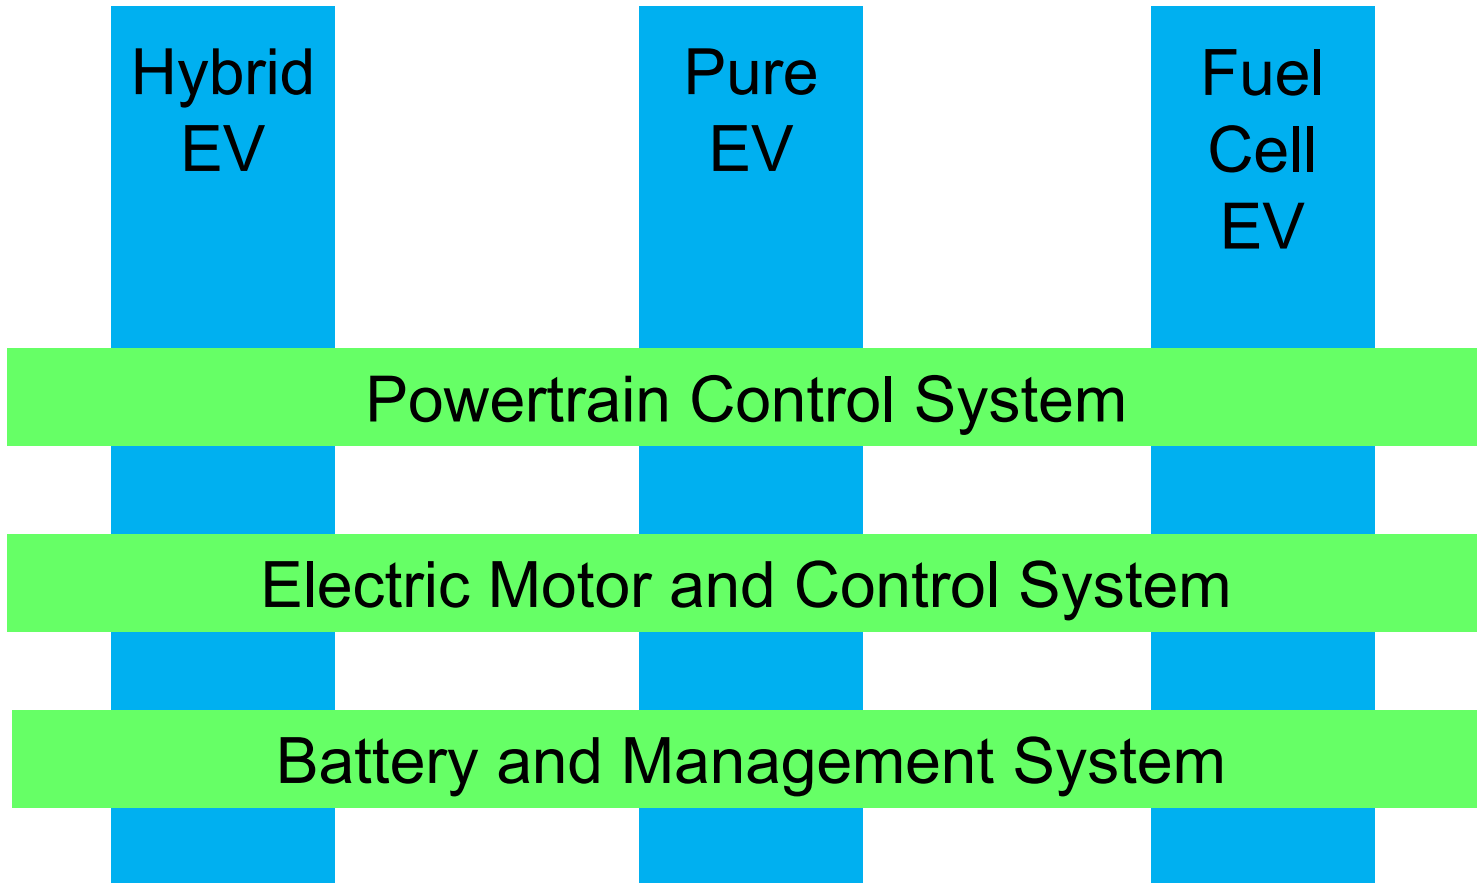 Hybrid
EV
Pure
EV
Fuel
Cell
EV
Powertrain Control System
Electric Motor and Control System
Battery and Management System